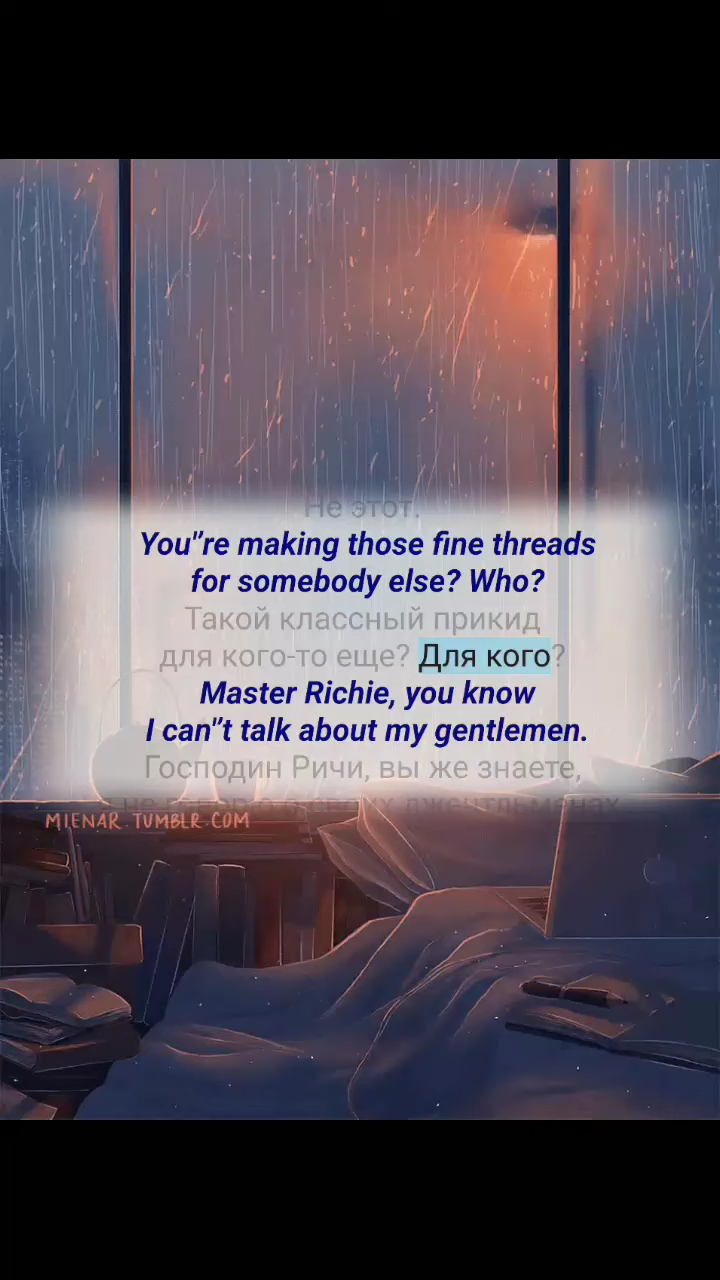 Не этот.
You"re making those fine threads
for somebody else? Who?
Такой классный прикид
для кого-то еще? Для кого?
Master Richie, you know
I can"t talk about my gentlemen.
Господин Ричи, вы же знаете,
о своих джентльменах
MIENAR.TUMBLR.COM